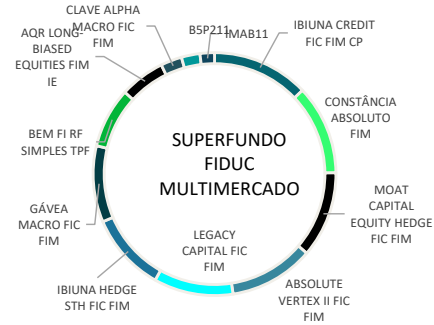 CLAVE ALPHA
MACRO FIC
FIM
B5P211
IMAB11
IBIUNA CREDIT
FIC FIM CP
AQR LONG-
BIASED
EQUITIES FIM
IE
CONSTÂNCIA
ABSOLUTO
FIM
BEM FI RF
SIMPLES TPF
SUPERFUNDO
FIDUC
MULTIMERCADO
MOAT
CAPITAL
EQUITY HEDGE
FIC FIM
GÁVEA
MACRO FIC
FIM
LEGACY
CAPITAL FIC
FIM
IBIUNA HEDGE
STH FIC FIM
ABSOLUTE
VERTEX II FIC
FIM